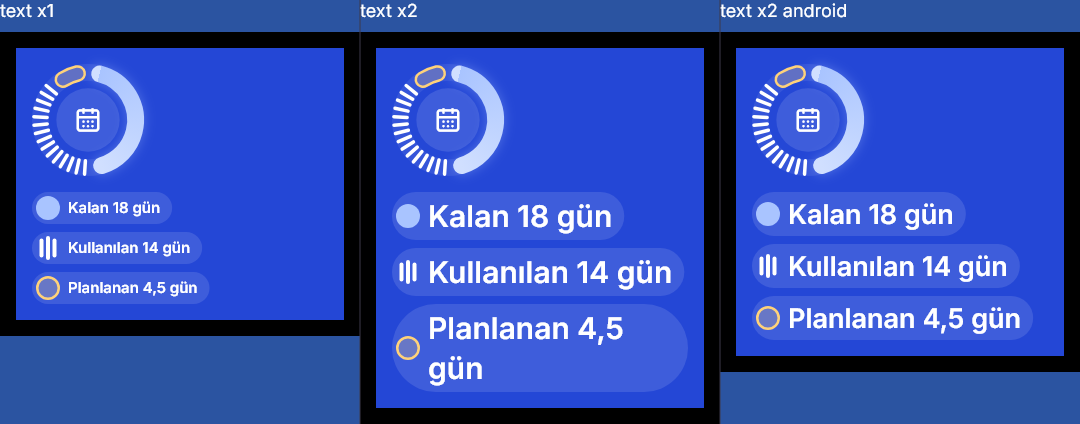 text x1
Kalan 18 gün
Kullanılan 14 gün
Planlanan 4,5 gün
text x2
Kalan 18 gün
Kullanılan 14 gün
Planlanan 4,5
gün
text x2 android
Kalan 18 gün
Kullanılan 14 gün
Planlanan 4,5 gün